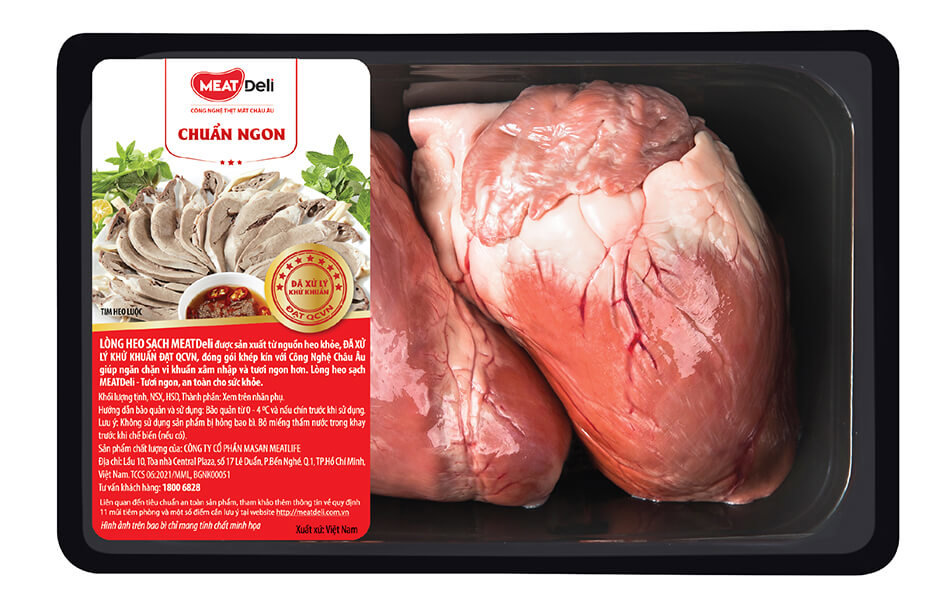 MEAT Deli
CÔNG NGHỆ THỊT MÁT CHÂU ÂU
CHUẨN NGON
ĐÃ XỬ LÝ
KHỬ KHUẨN
ĐẠT QCVN
TIM HEO LUỘC
LÒNG HEO SẠCH MEATDeli được sản xuất từ nguồn heo khỏe, ĐÃ XỬ
LÝ KHỬ KHUẨN ĐẠT QCVN, đóng gói khép kín với Công Nghệ Châu Âu
giúp ngăn chặn vi khuẩn xâm nhập và tươi ngon hơn. Lòng heo sạch
MEATDeli - Tươi ngon, an toàn cho sức khỏe.
Khối lượng tịnh, NSX, HSD, Thành phần: Xem trên nhãn phụ.
Hướng dẫn bảo quản và sử dụng: Bảo quản từ 0 - 4 ºC và nấu chín trước khi sử dụng.
Lưu ý: Không sử dụng sản phẩm bị hỏng bao bì. Bỏ miếng thấm nước trong khay
trước khi chế biến (nếu có).
Sản phẩm chất lượng của: CÔNG TY CỔ PHẦN MASAN MEATLIFE
Địa chỉ: Lầu 10, Tòa nhà Central Plaza, số 17 Lê Duẩn, P.Bến Nghé, Q.1, TP.Hồ Chí Minh,
Việt Nam. TCCS 06:2021/MML, BGNK00051
Tư vấn khách hàng: 1800 6828
Liên quan đến tiêu chuẩn an toàn sản phẩm, tham khảo thêm thông tin về quy định
11 mũi tiêm phòng và một số điểm cần lưu ý tại website http://meatdeli.com.vn
Hình ảnh trên bao bì chỉ mang tính chất minh họa
Xuất xứ: Việt Nam